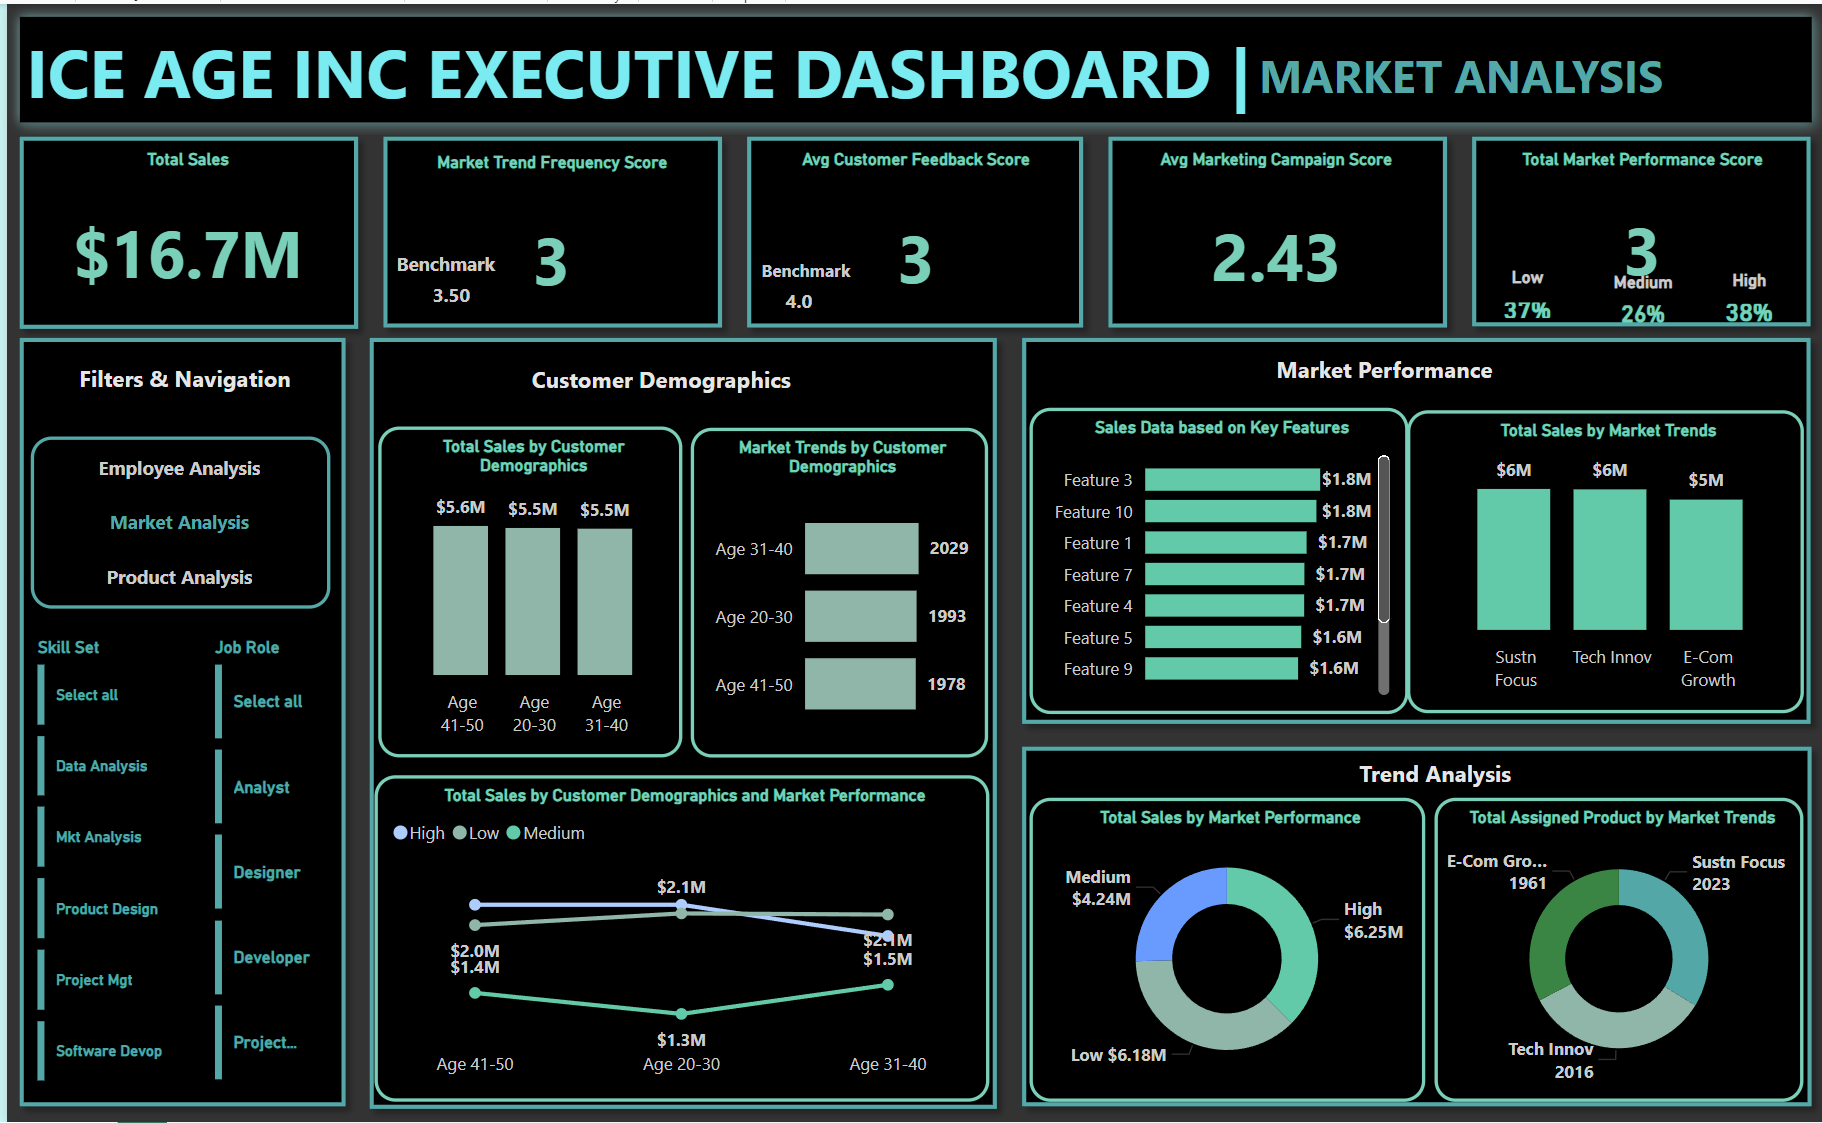 ICE AGE INC EXECUTIVE DASHBOARD | MARKET ANALYSIS
Total Sales
$16.7M
Market Trend Frequency Score
Benchmark
3.50
3
Avg Customer Feedback Score
Benchmark
4.0
3
Avg Marketing Campaign Score
2.43
Total Market Performance Score
3
Low
Medium
High
37%
26%
38%
Filters & Navigation
Employee Analysis
Market Analysis
Product Analysis
Skill Set
Select all
Data Analysis
Mkt Analysis
Product Design
Project Mgt
Software Devop
Job Role
Select all
Analyst
Designer
Developer
Project...
Customer Demographics
Total Sales by Customer
Demographics
$5.6M
$5.5M
$5.5M
Age
41-50
Age
20-30
Age
31-40
Market Trends by Customer
Demographics
Age 31-40
2029
Age 20-30
1993
Age 41-50
1978
Total Sales by Customer Demographics and Market Performance
High
Low
Medium
$2.1M
$2.0M
$1.4M
$2.1M
$1.5M
$1.3M
Age 41-50
Age 20-30
Age 31-40
Market Performance
Sales Data based on Key Features
Feature 3
$1.8M
Feature 10
$1.8M
Feature 1
$1.7M
Feature 7
$1.7M
Feature 4
$1.7M
Feature 5
$1.6M
Feature 9
$1.6M
Total Sales by Market Trends
$6M
$6M
$5M
Sustn
Focus
Tech Innov
E-Com
Growth
Trend Analysis
Total Sales by Market Performance
Medium
$4.24M
High
$6.25M
Low $6.18M
Total Assigned Product by Market Trends
E-Com Gro...
1961
Sustn Focus
2023
Tech Innov
2016